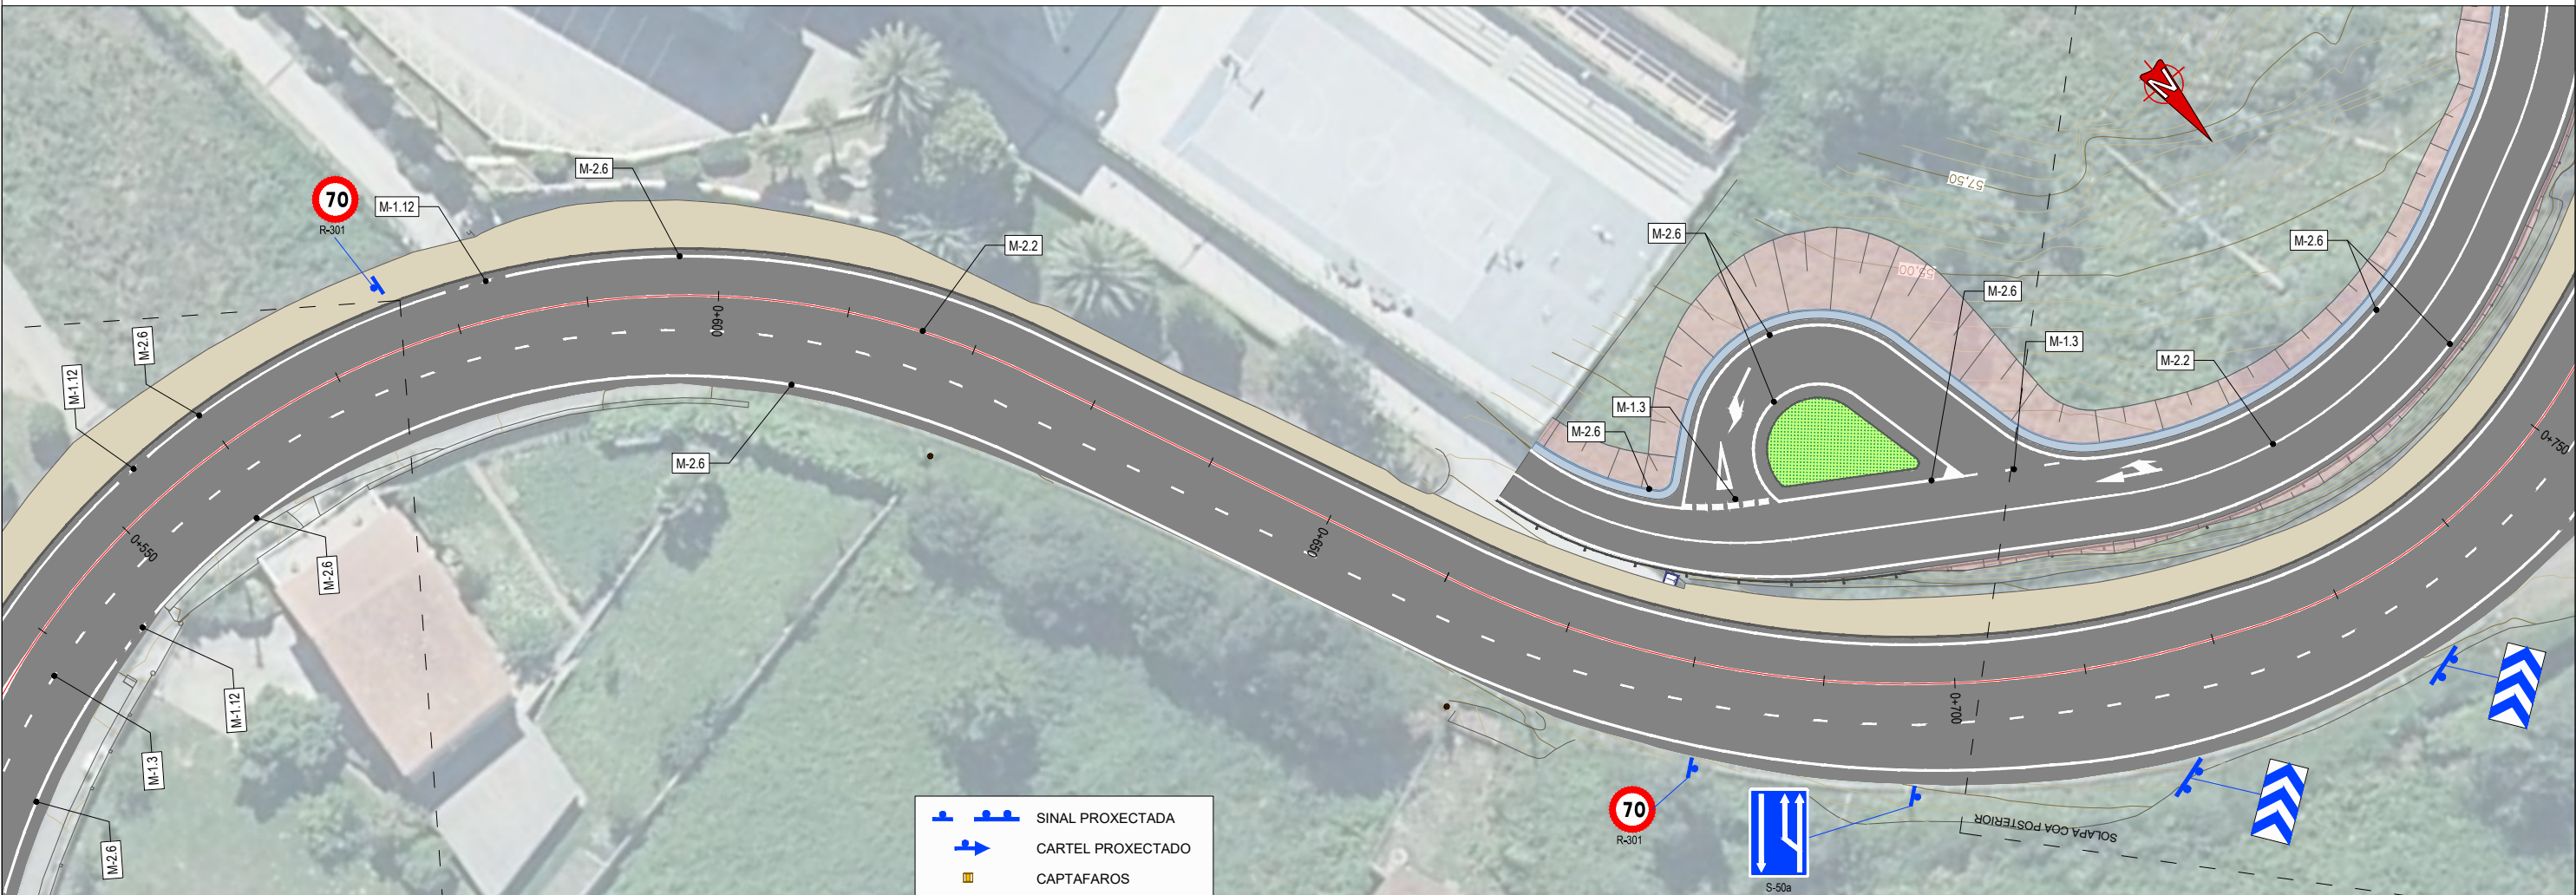 N
57,50
M-2.6
70
R-301
M-1.12
M-2.2
M-2.6
M-2.6
55,00
M-2.6
0+600
M-2.6
M-1.3
M-1.12
M-2.2
M-1.3
M-2.6
0+750
M-2.6
0+550
0+650
M-2.6
M-1.12
0+700
M-1.3
70
R-301
M-2.6
SINAL PROXECTADA
CARTEL PROXECTADO
CAPTAFAROS
SOLAPA COA POSTERIOR
S-50a